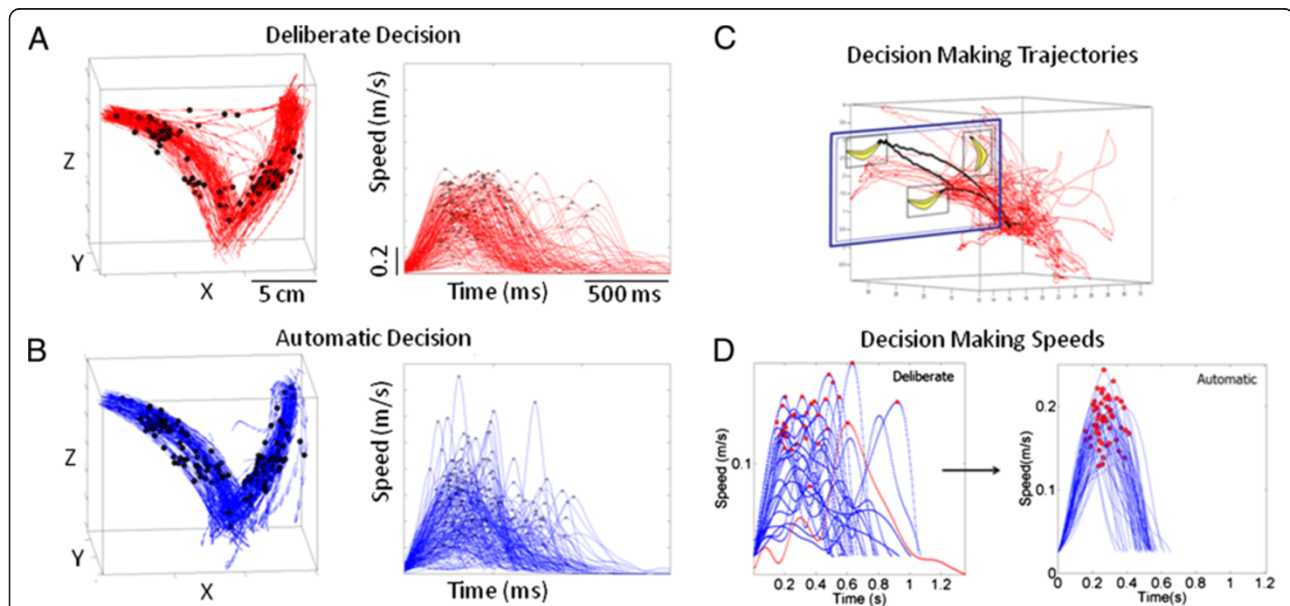 A
Deliberate Decision
Z
Y
X
5 cm
Speed (m/s)
0.2
Time (ms)
500 ms
B
Automatic Decision
Z
Y
X
Speed (m/s)
Time (ms)
C
Decision Making Trajectories
Decision Making Speeds
D
Deliberate
Speed (m/s)
0.1
0.2 0.4 0.6 0.8 1 1.2
Time (s)
Automatic
Speed(m/s)
0.2
0.1
0
0 0.2 0.4 0.6 0.8 1 1.2
Time(s)